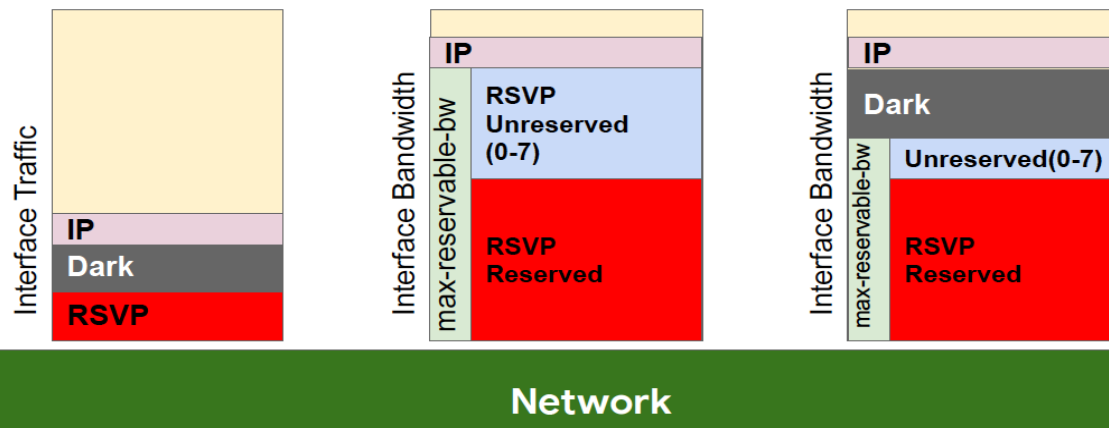 Interface Traffic
IP
Dark
RSVP
Interface Bandwidth
IP
max-reservable-bw
RSVP
Unreserved
(0-7)
RSVP
Reserved
Interface Bandwidth
IP
Dark
max-reservable-bw
Unreserved(0-7)
RSVP
Reserved
Network